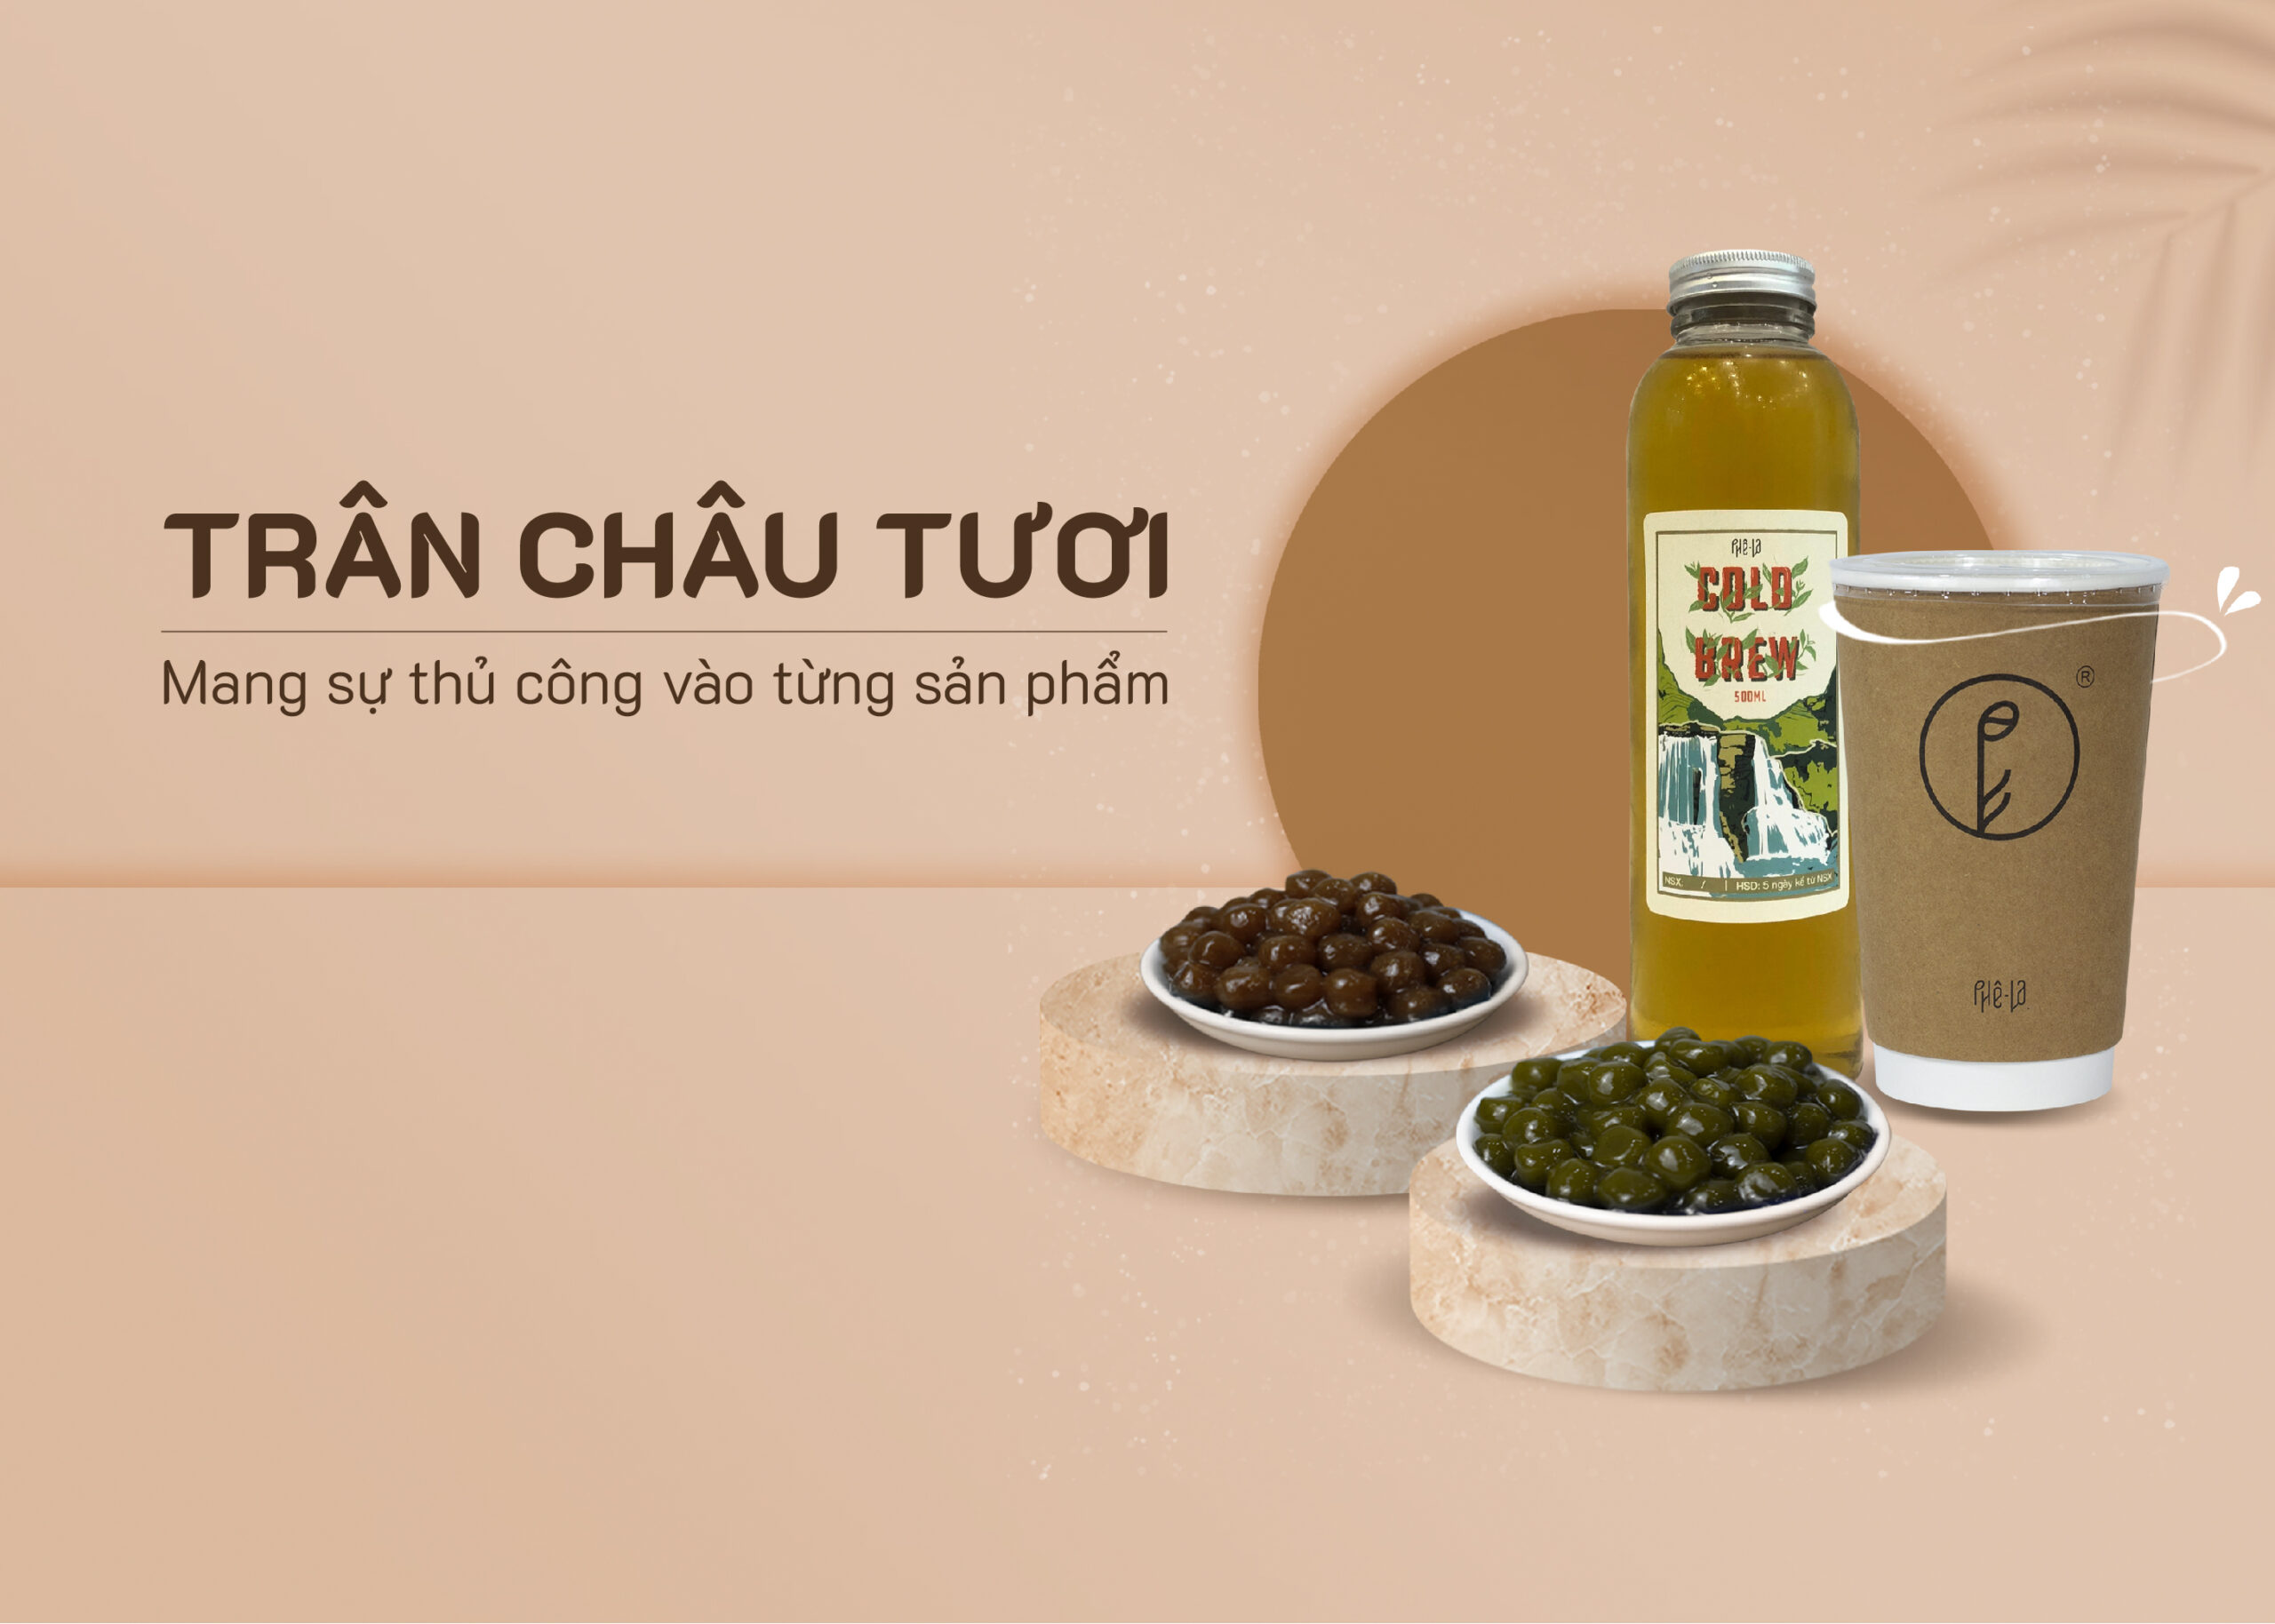 TRÂN CHÂU TƯƠI
Mang sự thủ công vào từng sản phẩm
Phê-La
COLD
BREW
500ML
NSX: / | HSD: 5 ngày kể từ NSX
®
Phê-La